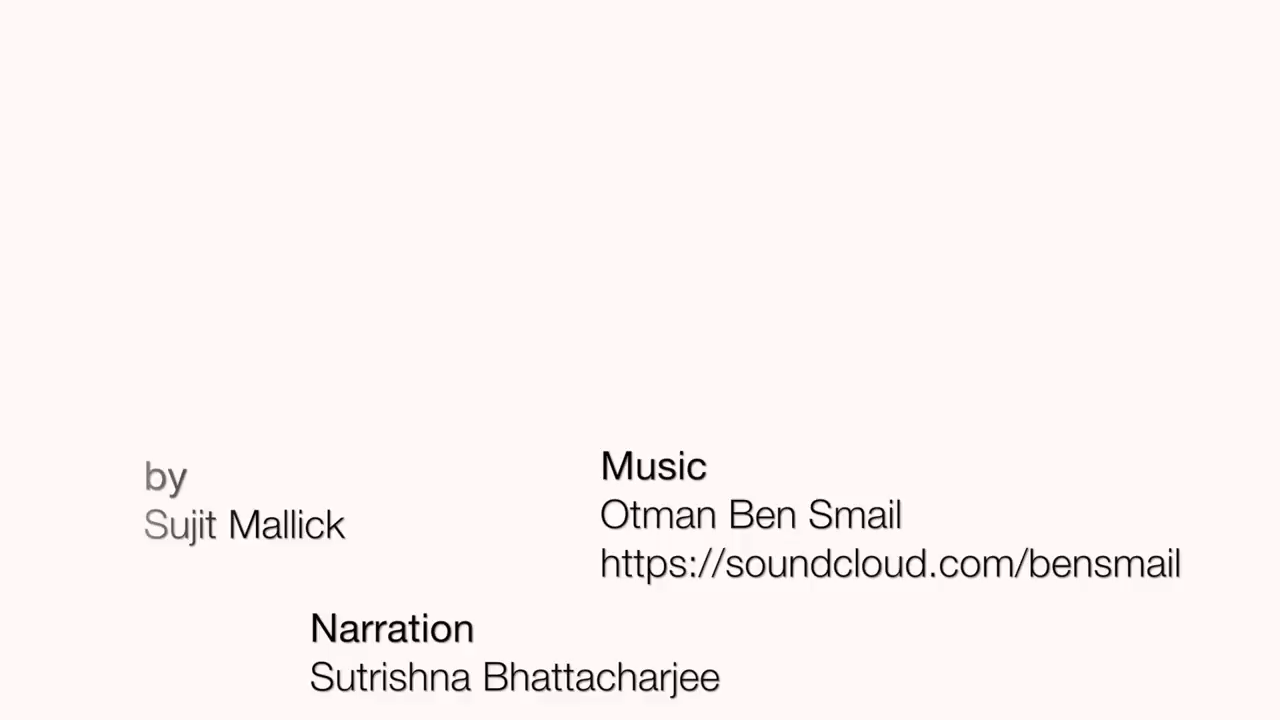 by
Sujit Mallick
Music
Otman Ben Smail
https://soundcloud.com/bensmail
Narration
Sutrishna Bhattacharjee